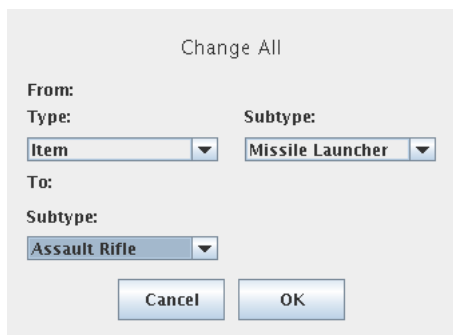 Change All
From:
Type: Subtype:
Item Missile Launcher
To:
Subtype:
Assault Rifle
Cancel OK